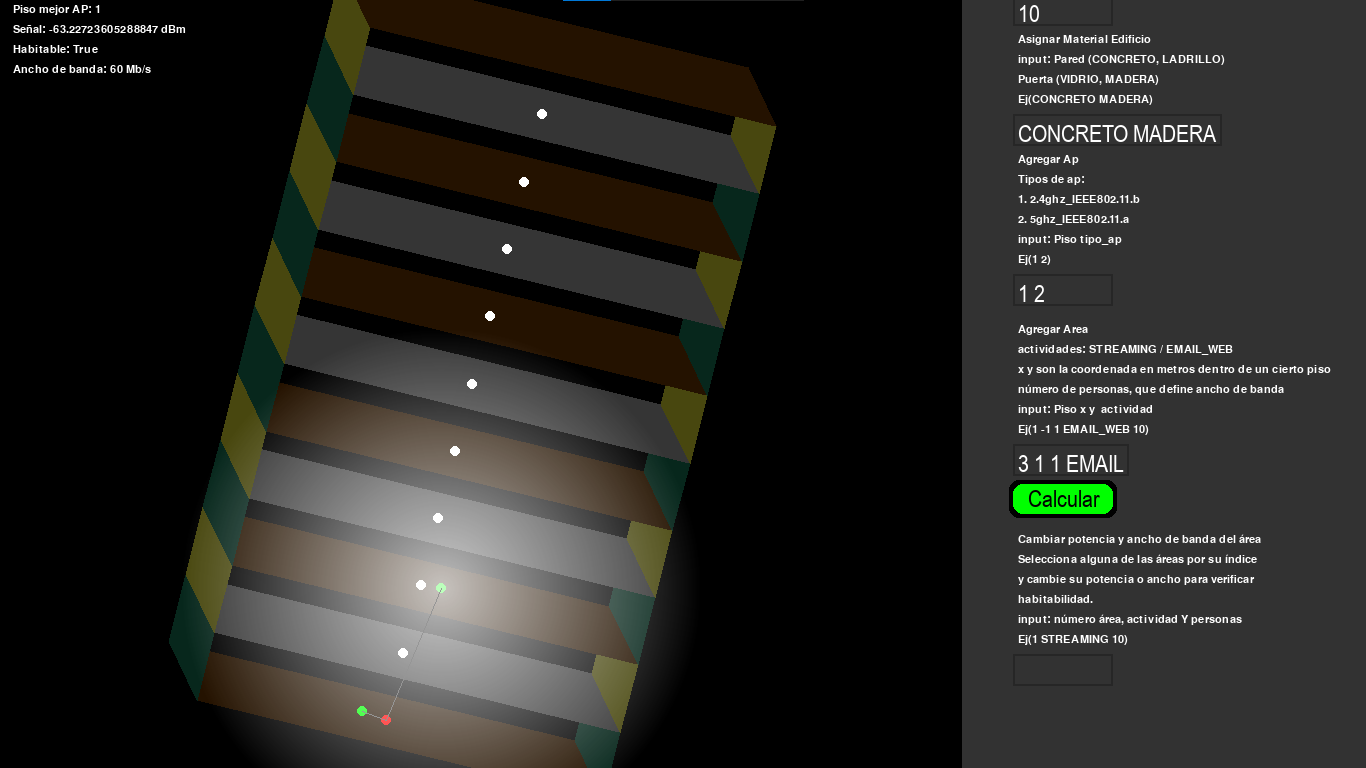 Piso mejor AP: 1
Señal: -63.22723605288847 dBm
Habitable: True
Ancho de banda: 60 Mb/s
10
Asignar Material Edificio
input: Pared (CONCRETO, LADRILLO)
Puerta (VIDRIO, MADERA)
Ej(CONCRETO MADERA)
CONCRETO MADERA
Agregar Ap
Tipos de ap:
1. 2.4ghz_IEEE802.11.b
2. 5ghz_IEEE802.11.a
input: Piso tipo_ap
Ej(1 2)
1 2
Agregar Area
actividades: STREAMING / EMAIL_WEB
x y son la coordenada en metros dentro de un cierto piso
número de personas, que define ancho de banda
input: Piso x y  actividad
Ej(1 -1 1 EMAIL_WEB 10)
3 1 1 EMAIL
Calcular
Cambiar potencia y ancho de banda del área
Selecciona alguna de las áreas por su índice
y cambie su potencia o ancho para verificar
habitabilidad.
input: número área, actividad Y personas
Ej(1 STREAMING 10)